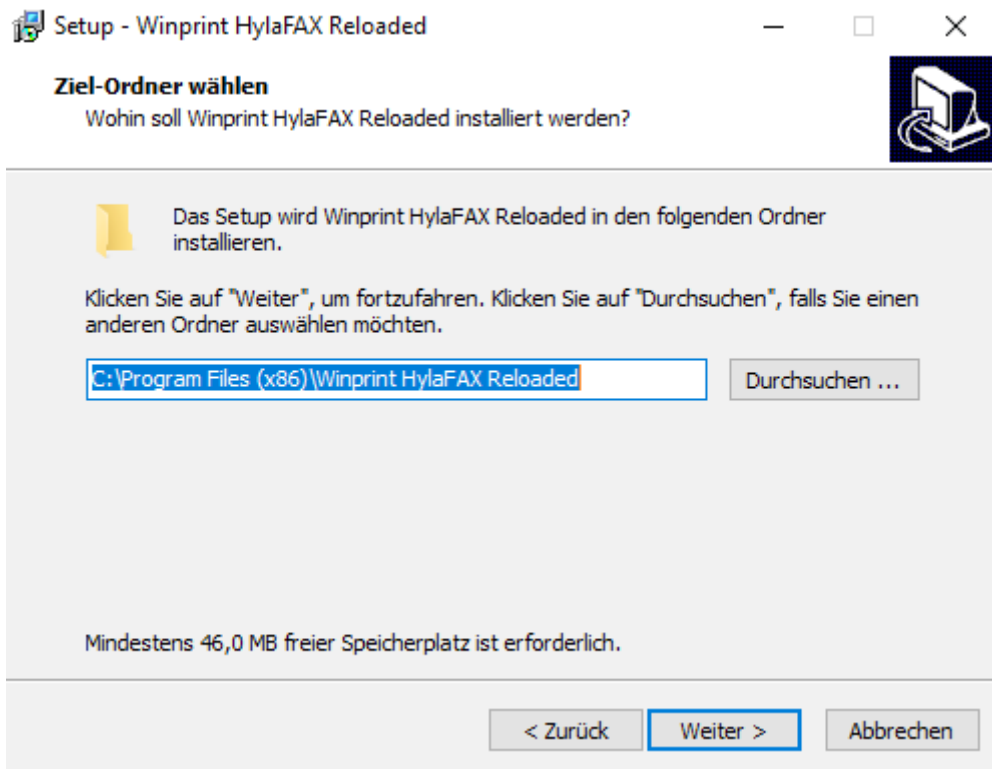 Setup - Winprint HylaFAX Reloaded
Ziel-Ordner wählen
Wohin soll Winprint HylaFAX Reloaded installiert werden?
Das Setup wird Winprint HylaFAX Reloaded in den folgenden Ordner
installieren.
Klicken Sie auf "Weiter", um fortzufahren. Klicken Sie auf "Durchsuchen", falls Sie einen
anderen Ordner auswählen möchten.
C:\Program Files (x86)\Winprint HylaFAX Reloaded
Durchsuchen ...
Mindestens 46,0 MB freier Speicherplatz ist erforderlich.
< Zurück
Weiter >
Abbrechen